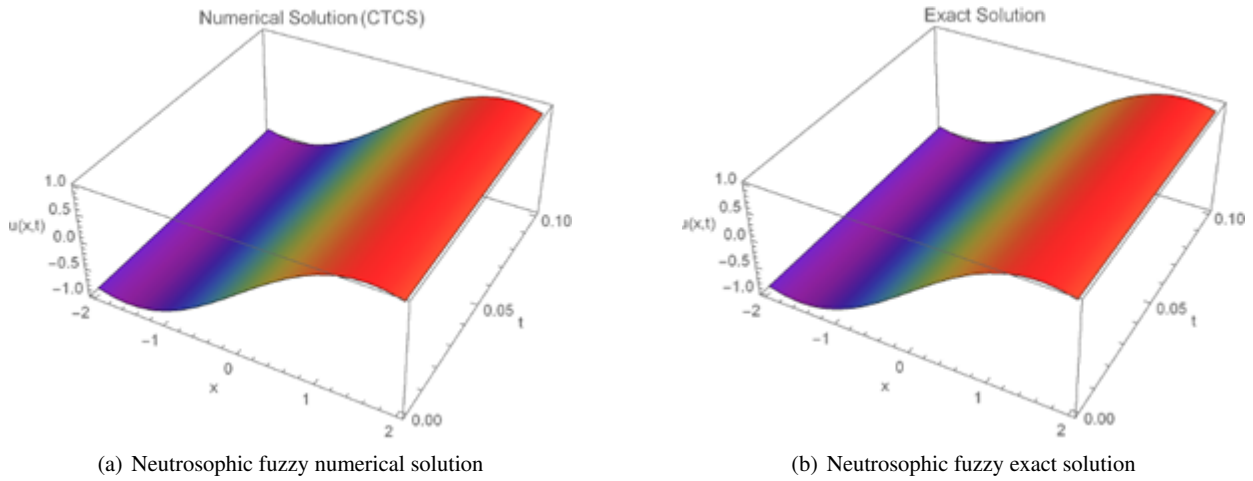 Numerical Solution (CTCS)
1.0
0.5
u(x,t) 0.0
−0.5
−1.0
−2
−1
0
x
1
2
0.00
0.05
t
0.10
(a) Neutrosophic fuzzy numerical solution
Exact Solution
1.0
0.5
(x,t) 0.0
−0.5
−1.0
−2
−1
0
x
1
2
0.00
0.05
t
0.10
(b) Neutrosophic fuzzy exact solution